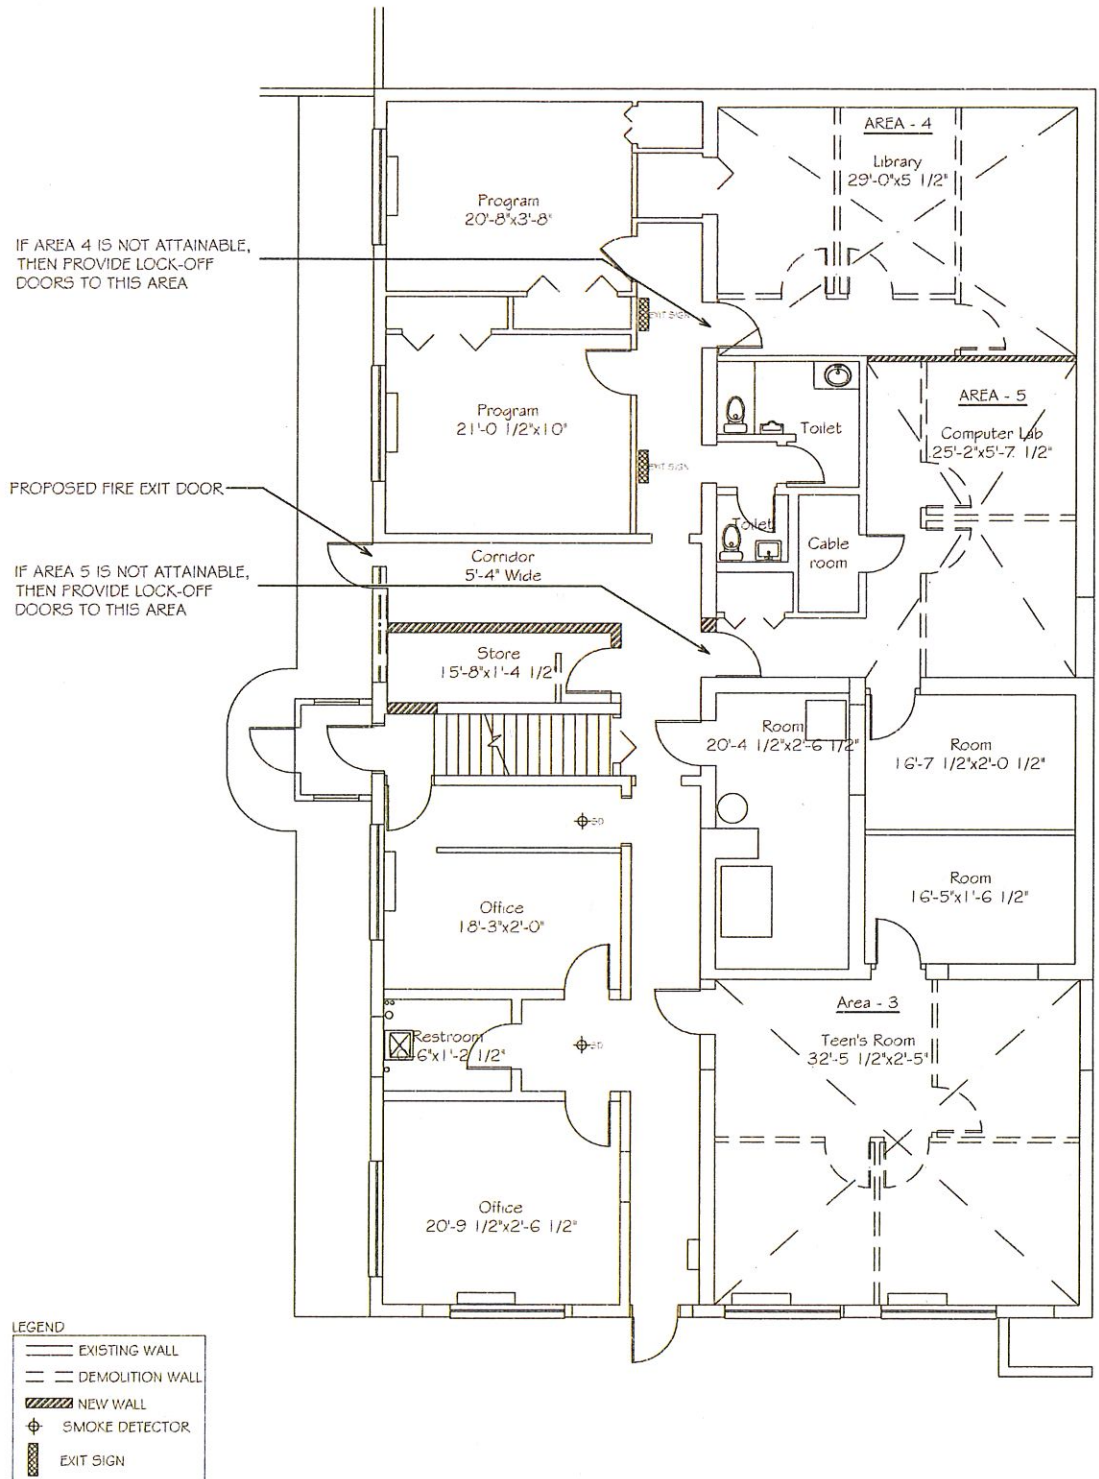 AREA - 4
Library
29'-0"x5 1/2"
Program
20'-8"x3'-8"
IF AREA 4 IS NOT ATTAINABLE,
THEN PROVIDE LOCK-OFF
DOORS TO THIS AREA
EXIT SIGN
AREA - 5
Computer Lab
25'-2"x5'-7 1/2"
Program
21'-0 1/2"x10"
Toilet
EXIT SIGN
PROPOSED FIRE EXIT DOOR
Toilet
Cable
room
Corridor
5'-4" Wide
IF AREA 5 IS NOT ATTAINABLE,
THEN PROVIDE LOCK-OFF
DOORS TO THIS AREA
Store
15'-8"x1'-4 1/2"
Room
20'-4 1/2"x2'-6 1/2"
Room
16'-7 1/2"x2'-0 1/2"
SD
Room
16'-5"x1'-6 1/2"
Office
18'-3"x2'-0"
Area - 3
Restroom
6"x1'-2 1/2"
SD
Teen's Room
32'-5 1/2"x2'-5"
Office
20'-9 1/2"x2'-6 1/2"
LEGEND
EXISTING WALL
DEMOLITION WALL
NEW WALL
SMOKE DETECTOR
EXIT SIGN